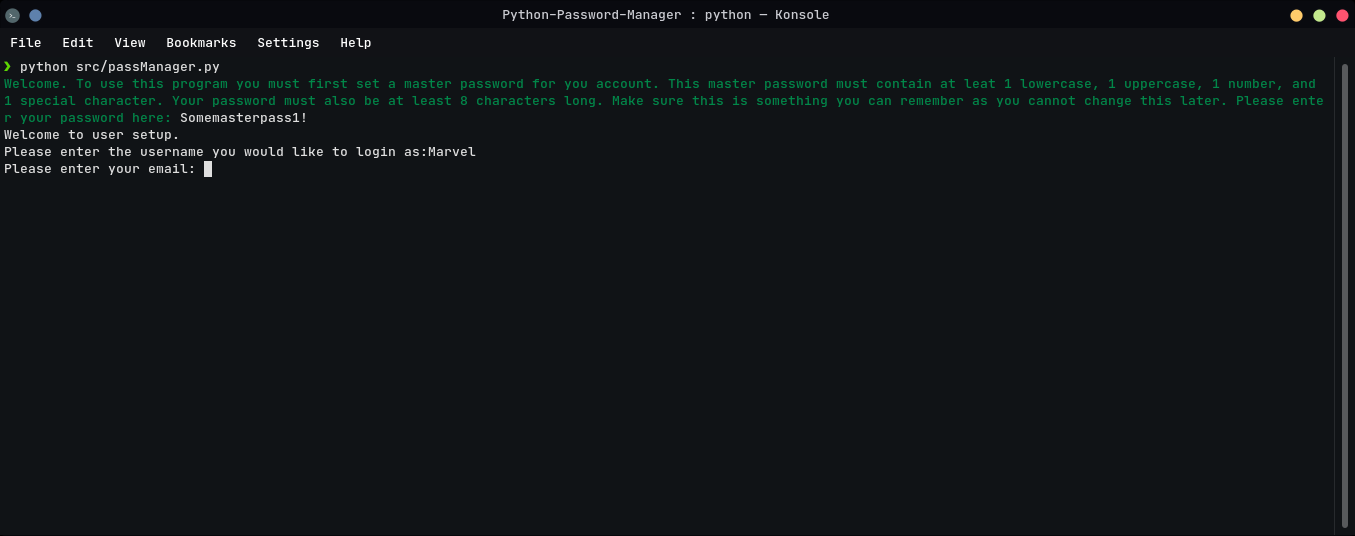 Python-Password-Manager : python — Konsole
File Edit View Bookmarks Settings Help
❯ python src/passManager.py
Welcome. To use this program you must first set a master password for you account. This master password must contain at leat 1 lowercase, 1 uppercase, 1 number, and
1 special character. Your password must also be at least 8 characters long. Make sure this is something you can remember as you cannot change this later. Please ente
r your password here: Somemasterpass1!
Welcome to user setup.
Please enter the username you would like to login as:Marvel
Please enter your email: